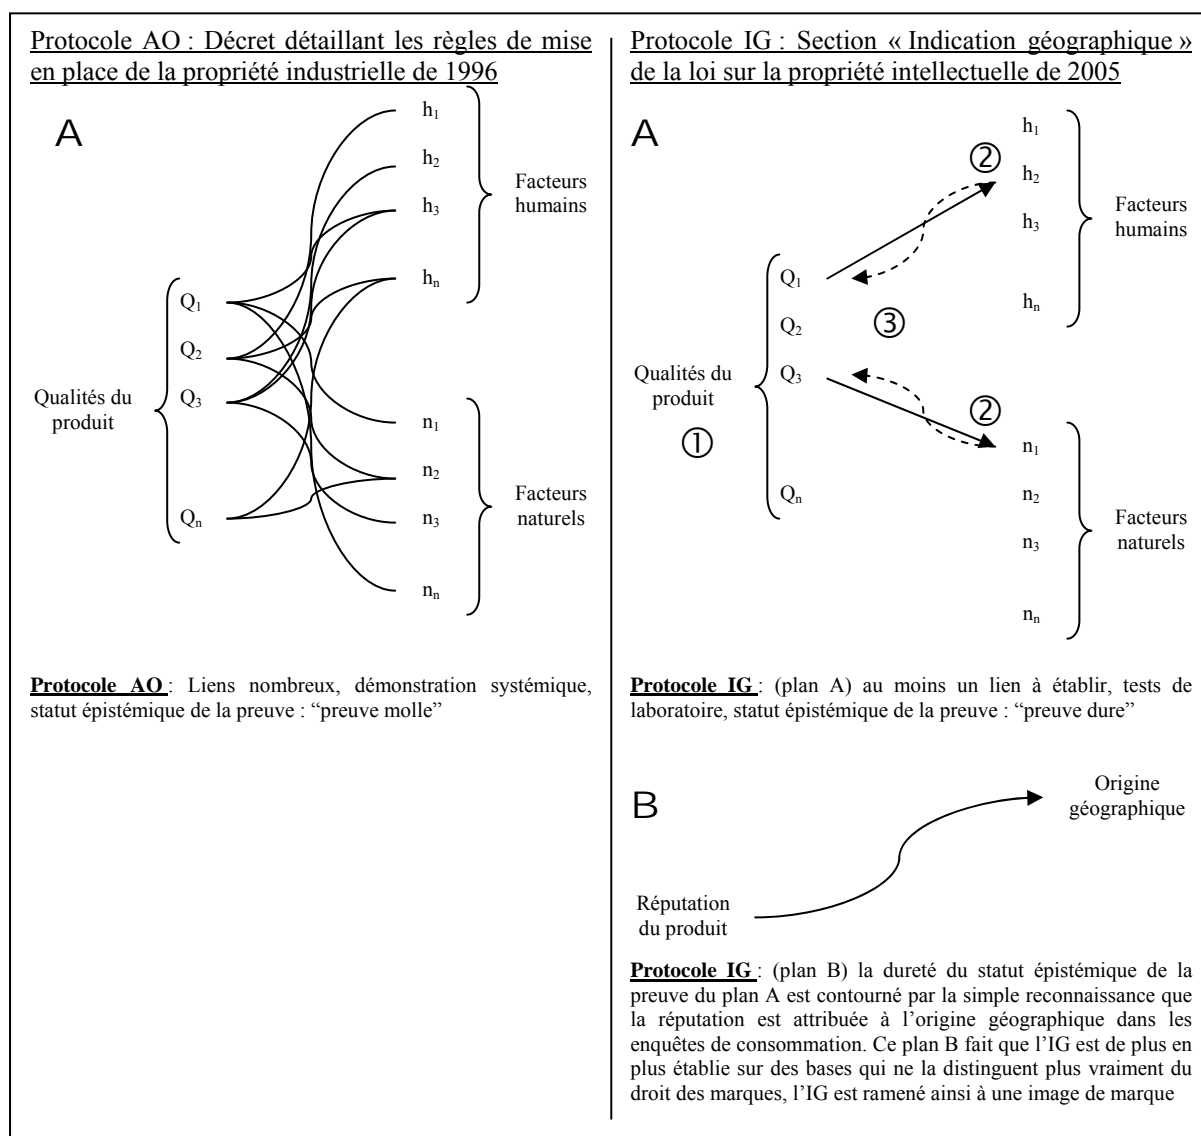 Protocole AO : Décret détaillant les règles de mise
en place de la propriété industrielle de 1996
A
h1
h2
h3
hn
Facteurs
humains
Q1
Q2
Q3
Qn
Qualités du
produit
n1
n2
n3
nn
Facteurs
naturels
Protocole AO : Liens nombreux, démonstration systémique,
statut épistémique de la preuve : “preuve molle”
Protocole IG : Section « Indication géographique »
de la loi sur la propriété intellectuelle de 2005
A
h1
②
h2
h3
hn
Facteurs
humains
Q1
Q2
③
Q3
Qn
Qualités du
produit
①
②
n1
n2
n3
nn
Facteurs
naturels
Protocole IG : (plan A) au moins un lien à établir, tests de
laboratoire, statut épistémique de la preuve : “preuve dure”
B
Origine
géographique
Réputation
du produit
Protocole IG : (plan B) la dureté du statut épistémique de la
preuve du plan A est contourné par la simple reconnaissance que
la réputation est attribuée à l’origine géographique dans les
enquêtes de consommation. Ce plan B fait que l’IG est de plus en
plus établie sur des bases qui ne la distinguent plus vraiment du
droit des marques, l’IG est ramené ainsi à une image de marque